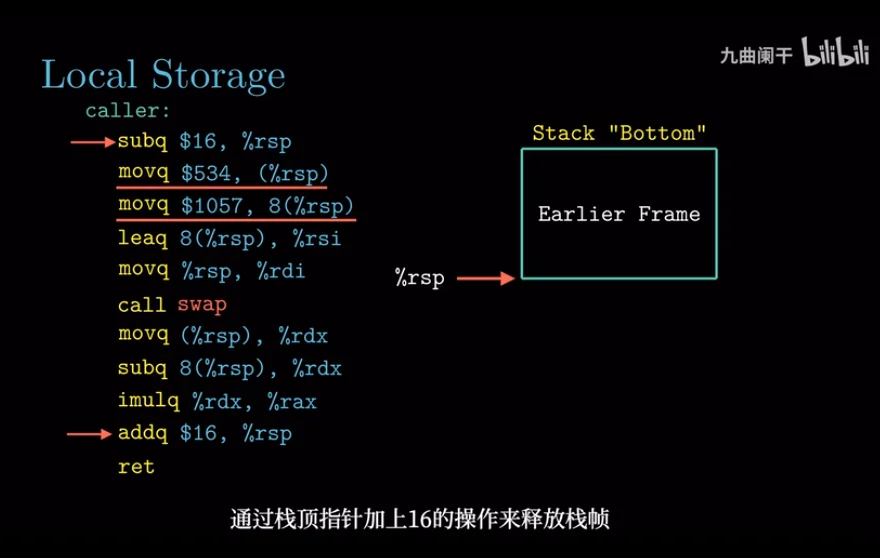 九曲阑干 bilibili
Local Storage
caller:
subq $16, %rsp
movq $534, (%rsp)
movq $1057, 8(%rsp)
leaq 8(%rsp), %rsi
movq %rsp, %rdi
call swap
movq (%rsp), %rdx
subq 8(%rsp), %rdx
imulq %rdx, %rax
addq $16, %rsp
ret
Stack "Bottom"
Earlier Frame
%rsp
通过栈顶指针加上16的操作来释放栈帧